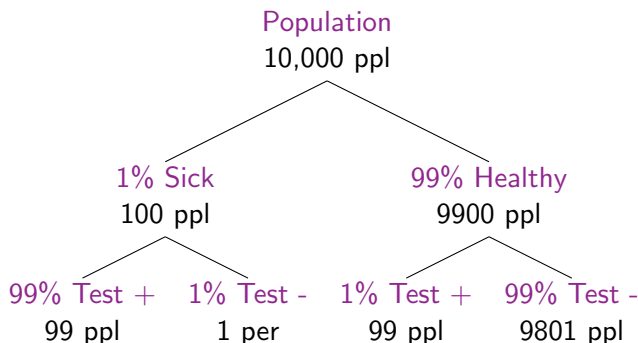 Population
10,000 ppl
1% Sick 99% Healthy
100 ppl 9900 ppl
99% Test + 1% Test - 1% Test + 99% Test -
99 ppl 1 per 99 ppl 9801 ppl